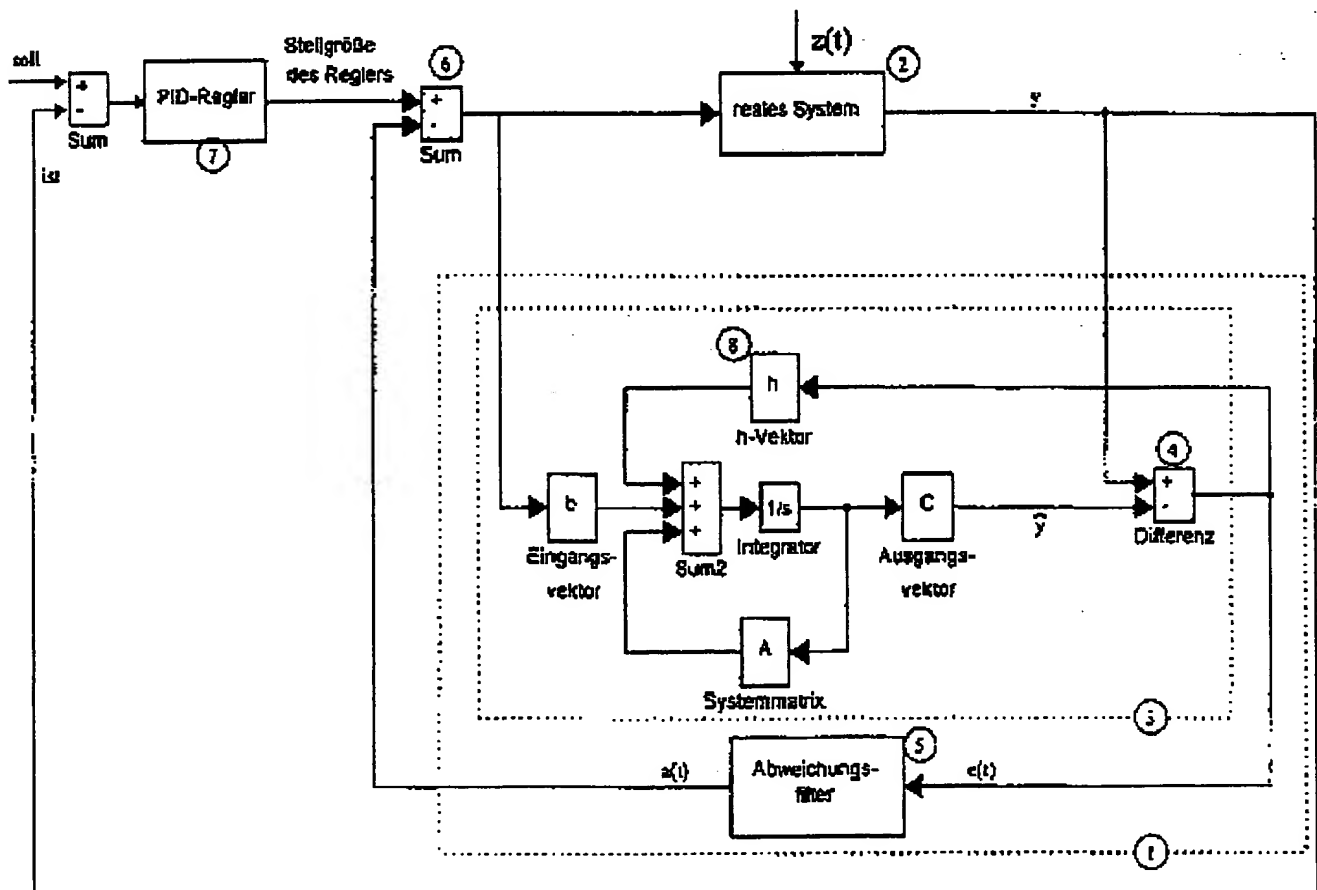 soll
+
-
Sum
ist
PID-Regler
7
Stellgröße
des Reglers
6
+
-
Sum
z(t)
2
reales System
y
8
h
h-Vektor
b
Eingangs-
vektor
+
+
+
Sum2
1/s
Integrator
C
Ausgangs-
vektor
ŷ
4
+
-
Differenz
A
Systemmatrix
3
5
Abweichungs-
filter
a(t)
e(t)
1